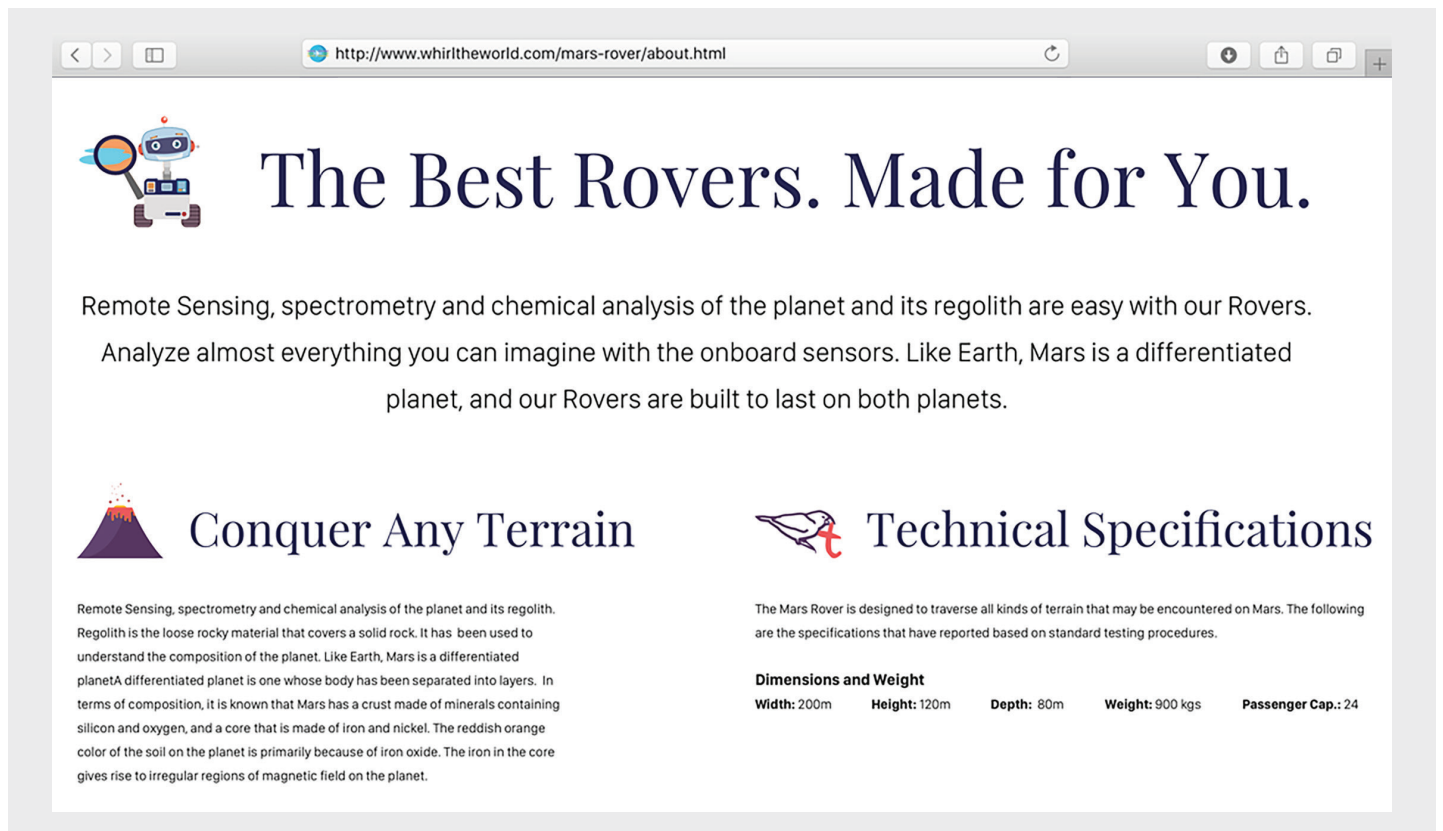 http://www.whirltheworld.com/mars-rover/about.html
The Best Rovers. Made for You.
Remote Sensing, spectrometry and chemical analysis of the planet and its regolith are easy with our Rovers.
Analyze almost everything you can imagine with the onboard sensors. Like Earth, Mars is a differentiated
planet, and our Rovers are built to last on both planets.
Conquer Any Terrain
Remote Sensing, spectrometry and chemical analysis of the planet and its regolith.
Regolith is the loose rocky material that covers a solid rock. It has  been used to
understand the composition of the planet. Like Earth, Mars is a differentiated
planetA differentiated planet is one whose body has been separated into layers.  In
terms of composition, it is known that Mars has a crust made of minerals containing
silicon and oxygen, and a core that is made of iron and nickel. The reddish orange
color of the soil on the planet is primarily because of iron oxide. The iron in the core
gives rise to irregular regions of magnetic field on the planet.
t
Technical Specifications
The Mars Rover is designed to traverse all kinds of terrain that may be encountered on Mars. The following
are the specifications that have reported based on standard testing procedures.
Dimensions and Weight
Width: 200m Height: 120m Depth: 80m Weight: 900 kgs Passenger Cap.: 24